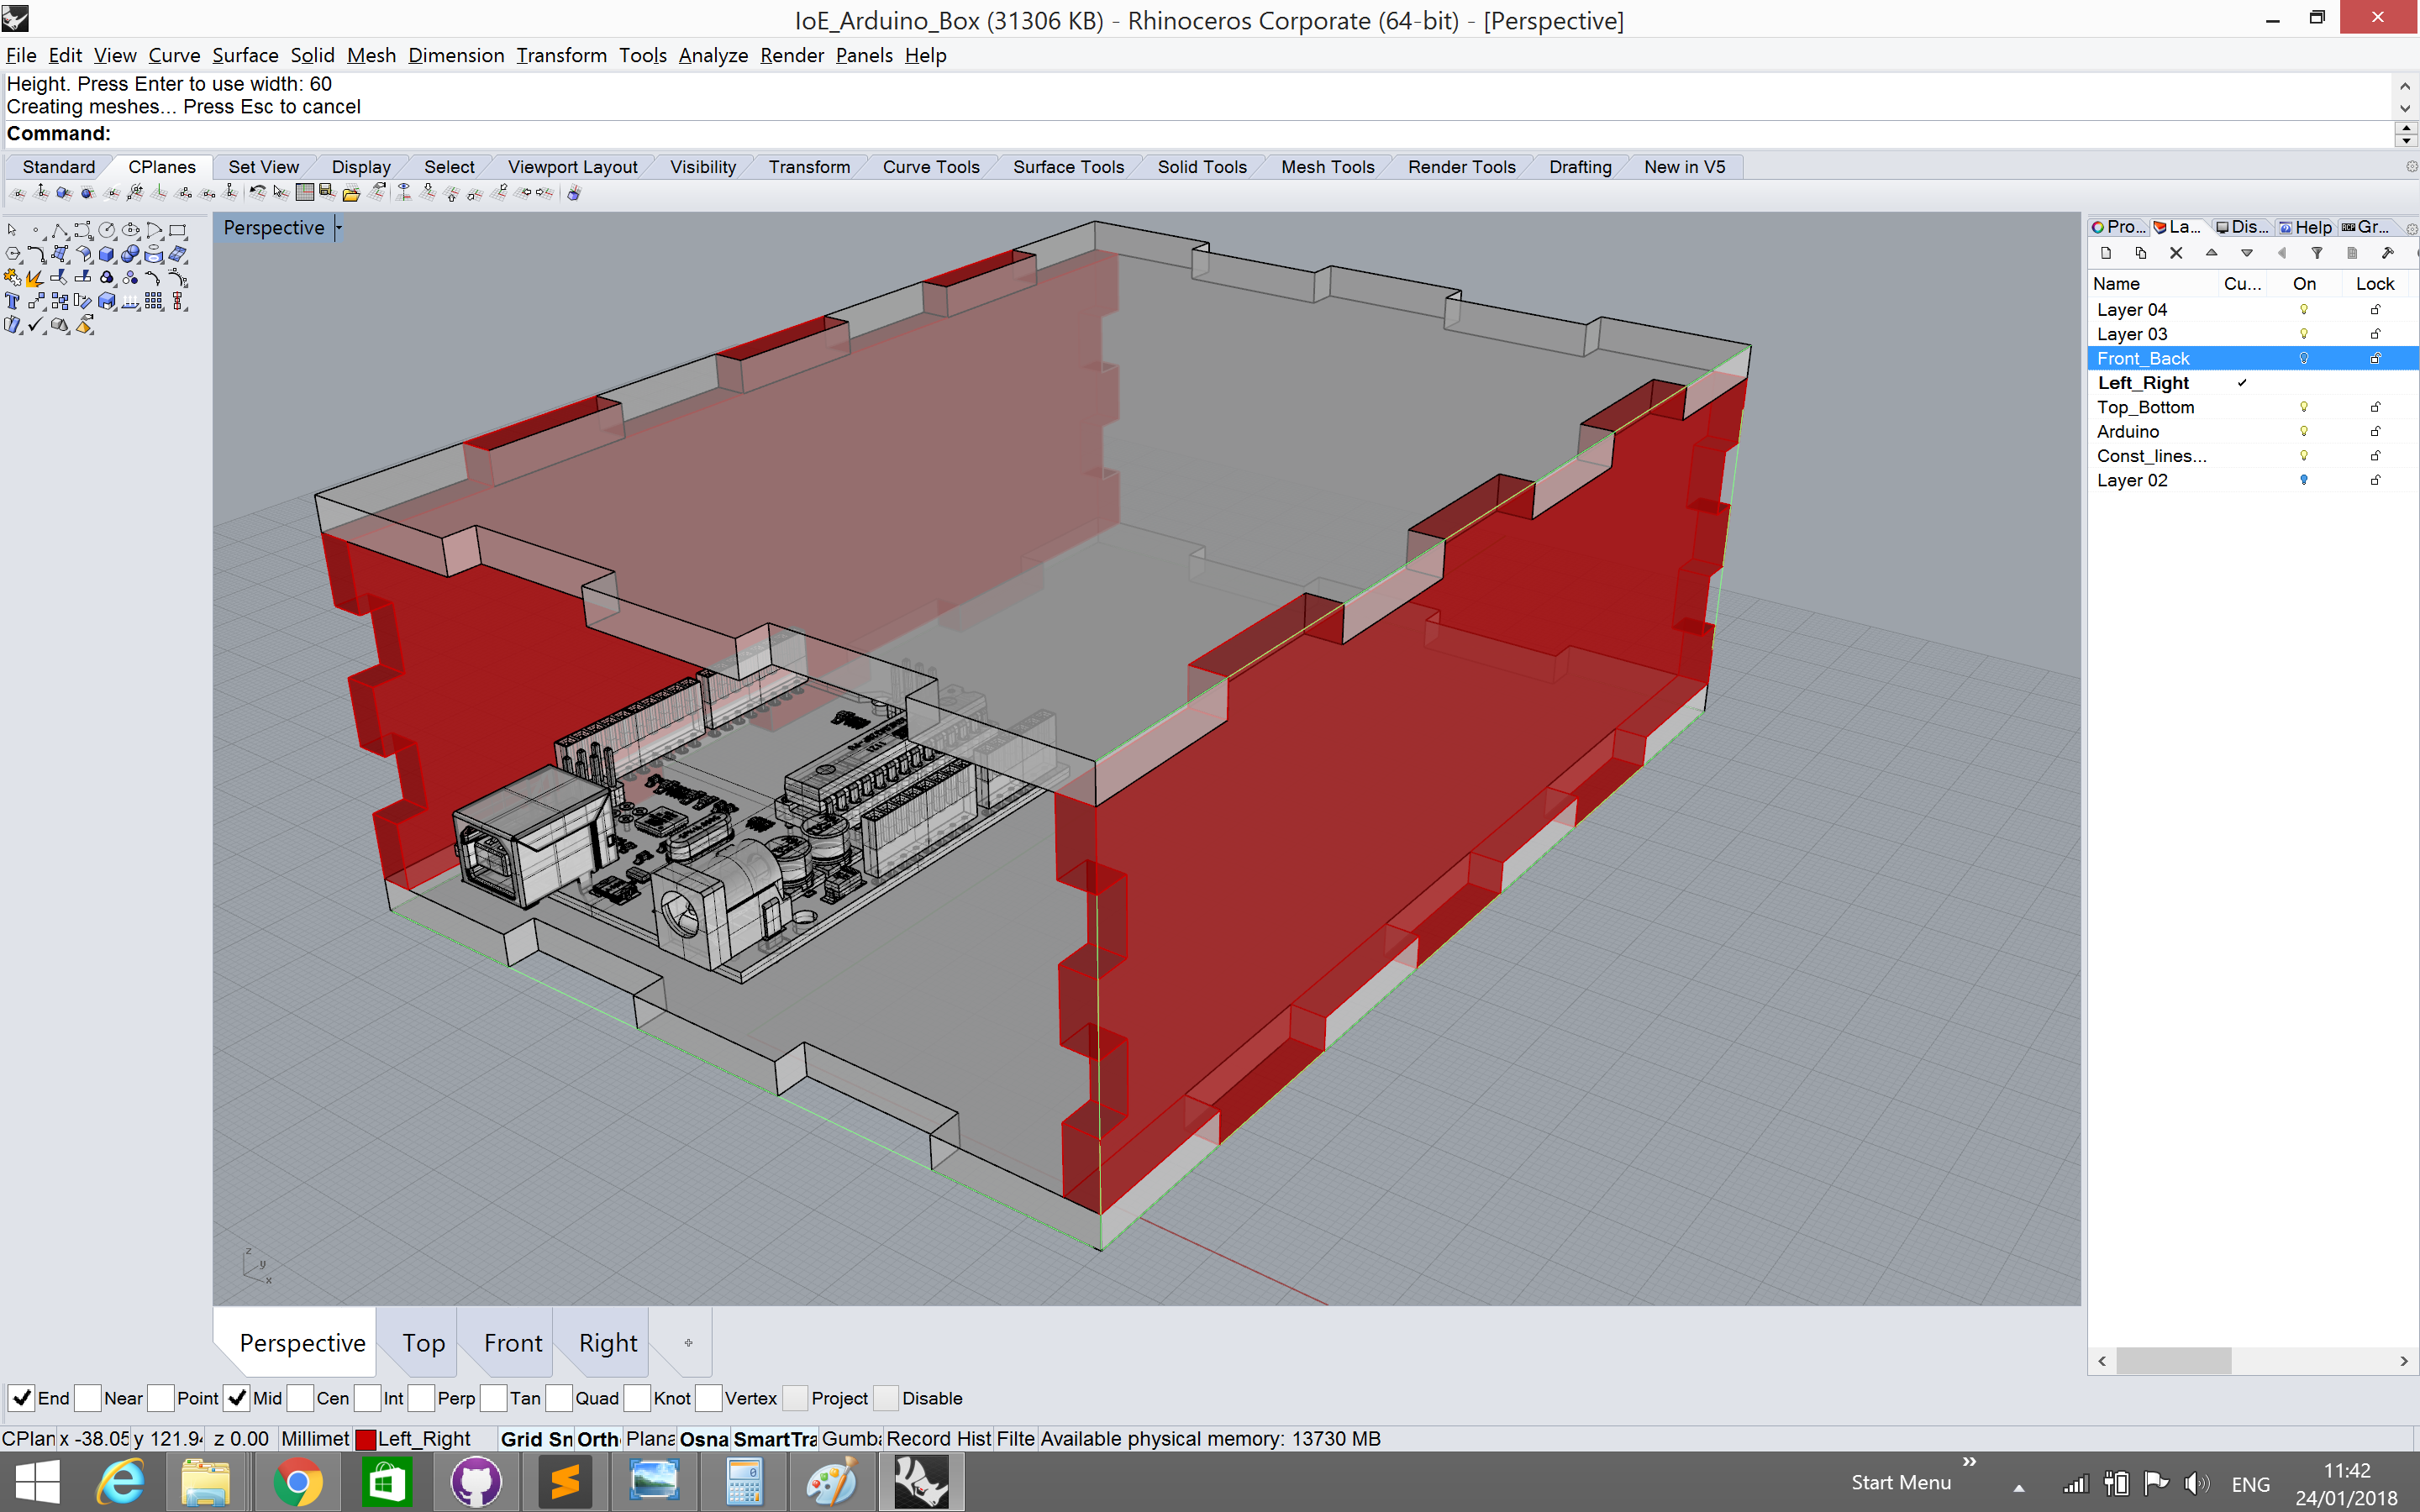 IoE_Arduino_Box (31306 KB) - Rhinoceros Corporate (64-bit) - [Perspective]
File Edit View Curve Surface Solid Mesh Dimension Transform Tools Analyze Render Panels Help
Height. Press Enter to use width: 60
Creating meshes... Press Esc to cancel
Command:
Standard CPlanes Set View Display Select Viewport Layout Visibility Transform Curve Tools Surface Tools Solid Tools Mesh Tools Render Tools Drafting New in V5
Perspective
Pro... La... Dis... Help Gr...
Name Cu... On Lock
Layer 04
Layer 03
Front_Back
Left_Right
Top_Bottom
Arduino
Const_lines...
Layer 02
z
y
x
Perspective Top Front Right
End Near Point Mid Cen Int Perp Tan Quad Knot Vertex Project Disable
CPlan x -38.05 y 121.94 z 0.00 Millimet Left_Right Grid Sn Orth Plana Osna SmartTra Gumba Record Hist Filte Available physical memory: 13730 MB
Start Menu
ENG
11:42
24/01/2018